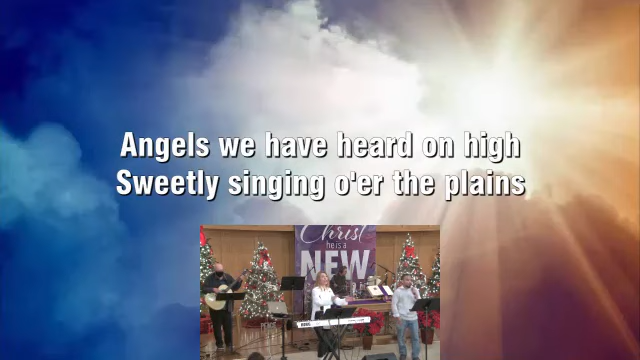 Angels we have heard on high
Sweetly singing o'er the plains
Christ
he is a
NEW